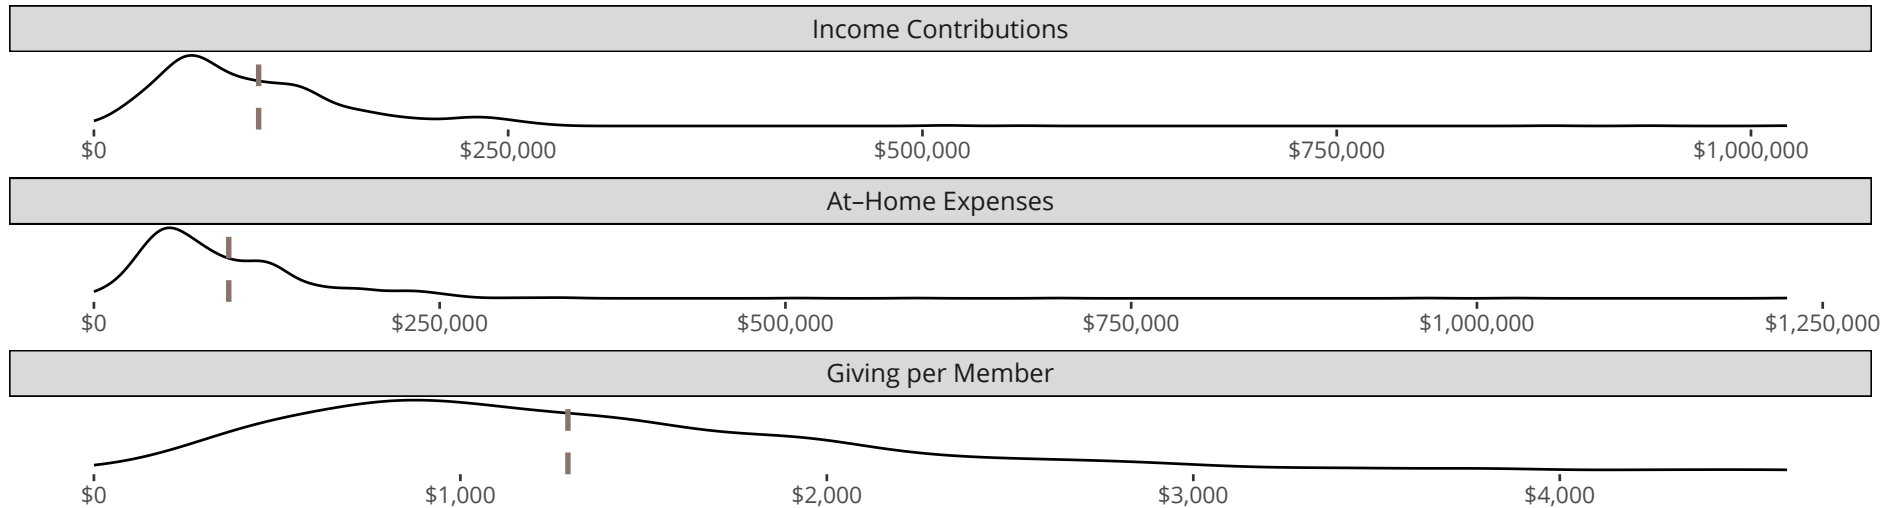 Income Contributions
$0 $250,000 $500,000 $750,000 $1,000,000
At–Home Expenses
$0 $250,000 $500,000 $750,000 $1,000,000 $1,250,000
Giving per Member
$0 $1,000 $2,000 $3,000 $4,000